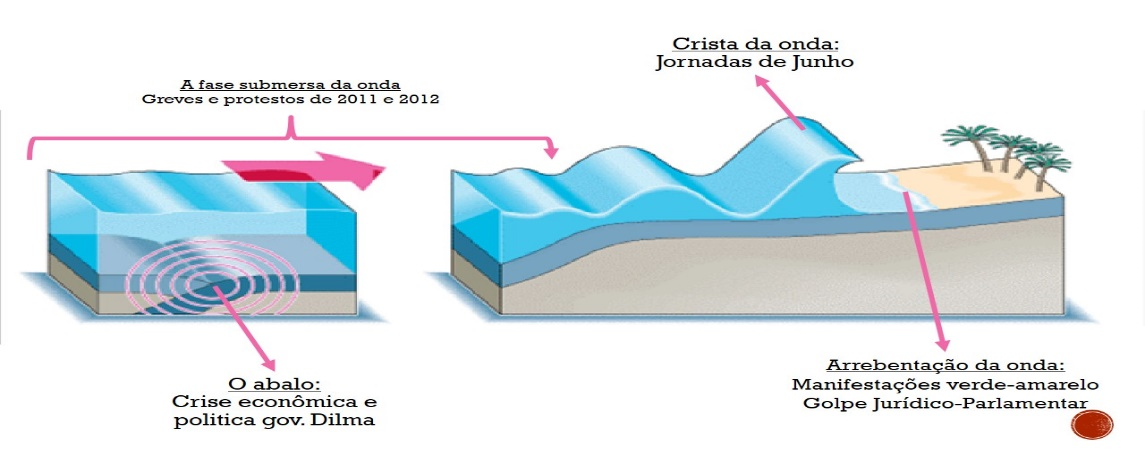 Crista da onda:
Jornadas de Junho
A fase submersa da onda
Greves e protestos de 2011 e 2012
O abalo:
Crise econômica e
politica gov. Dilma
Arrebentação da onda:
Manifestações verde-amarelo
Golpe Jurídico-Parlamentar